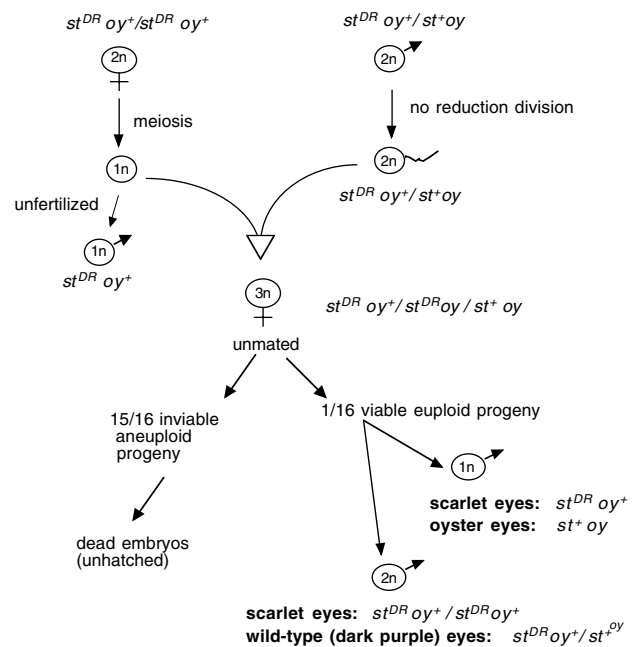 st^DR oy^+/st^DR oy^+
st^DR oy^+/st^+oy
2n
2n
no reduction division
meiosis
1n
2n
st^DR oy^+/st^+oy
unfertilized
1n
st^DR oy^+
3n
st^DR oy^+/st^DRoy/st^+ oy
unmated
15/16 inviable
aneuploid
progeny
1/16 viable euploid progeny
1n
scarlet eyes: st^DR oy^+
oyster eyes: st^+ oy
dead embryos
(unhatched)
2n
scarlet eyes: st^DR oy^+/st^DRoy^+
wild-type (dark purple) eyes: st^DRoy^+/st^+oy